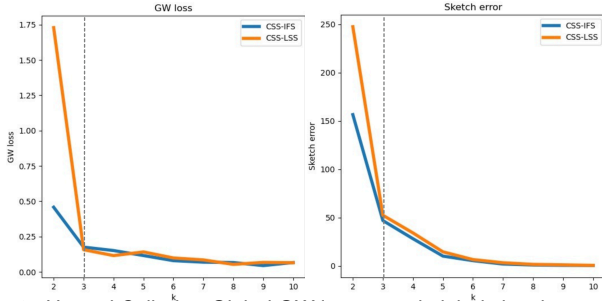 GW loss
CSS-IFS
CSS-LSS
1.75
1.50
1.25
1.00
0.75
0.50
0.25
0.00
GW loss
2 3 4 5 6 7 8 9 10
k
Sketch error
CSS-IFS
CSS-LSS
250
200
150
100
50
0
Sketch error
2 3 4 5 6 7 8 9 10
k